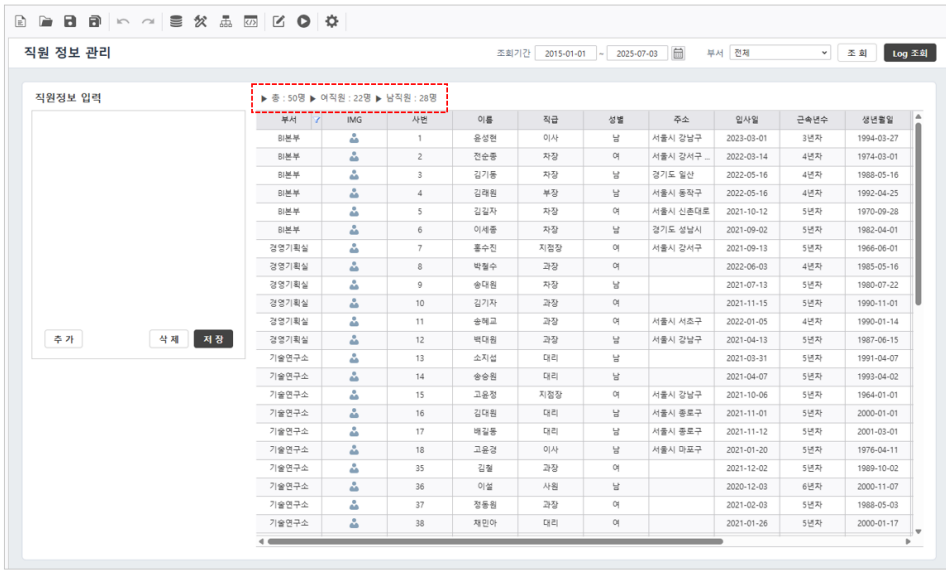 직원 정보 관리
조회기간 2015-01-01 ~ 2025-07-03 부서 전체 조 회 Log 조회
직원정보 입력
▶ 총 : 50명 ▶ 여직원 : 22명 ▶ 남직원 : 28명
부서 IMG 사번 이름 직급 성별 주소 입사일 근속년수 생년월일
BI본부 1 윤성현 이사 남 서울시 강남구 2023-03-01 3년차 1994-03-27
BI본부 2 전순종 차장 여 서울시 강서구 ... 2022-03-14 4년차 1974-03-01
BI본부 3 김기동 차장 남 경기도 일산 2022-05-16 4년차 1988-05-16
BI본부 4 김래원 부장 남 서울시 동작구 2022-05-16 4년차 1992-04-25
BI본부 5 김길자 차장 여 서울시 신촌대로 2021-10-12 5년차 1970-09-28
BI본부 6 이세종 차장 남 경기도 성남시 2021-09-02 5년차 1982-04-01
경영기획실 7 홍수진 지점장 여 서울시 강서구 2021-09-13 5년차 1966-06-01
경영기획실 8 박철수 과장 여 2022-06-03 4년차 1985-05-16
경영기획실 9 송대원 차장 남 2021-07-13 5년차 1980-07-22
경영기획실 10 김기자 과장 여 2021-11-15 5년차 1990-11-01
경영기획실 11 송혜교 과장 여 서울시 서초구 2022-01-05 4년차 1990-01-14
경영기획실 12 백대원 과장 남 서울시 강남구 2021-04-13 5년차 1987-06-15
기술연구소 13 소지섭 대리 남 2021-03-31 5년차 1991-04-07
기술연구소 14 송승원 대리 남 2021-04-07 5년차 1993-04-02
기술연구소 15 고윤정 지점장 여 서울시 강남구 2021-10-06 5년차 1964-01-01
기술연구소 16 김대원 대리 남 서울시 종로구 2021-11-01 5년차 2000-01-01
기술연구소 17 배길동 대리 남 서울시 종로구 2021-11-12 5년차 2001-03-01
기술연구소 18 고윤경 이사 남 서울시 마포구 2021-01-20 5년차 1976-04-11
기술연구소 35 김철 과장 여 2021-12-02 5년차 1989-10-02
기술연구소 36 이설 사원 남 2020-12-03 6년차 2000-11-07
기술연구소 37 정동원 과장 여 2021-02-03 5년차 1988-05-03
기술연구소 38 재민아 대리 여 2021-01-26 5년차 2000-01-17
추 가 삭 제 저 장